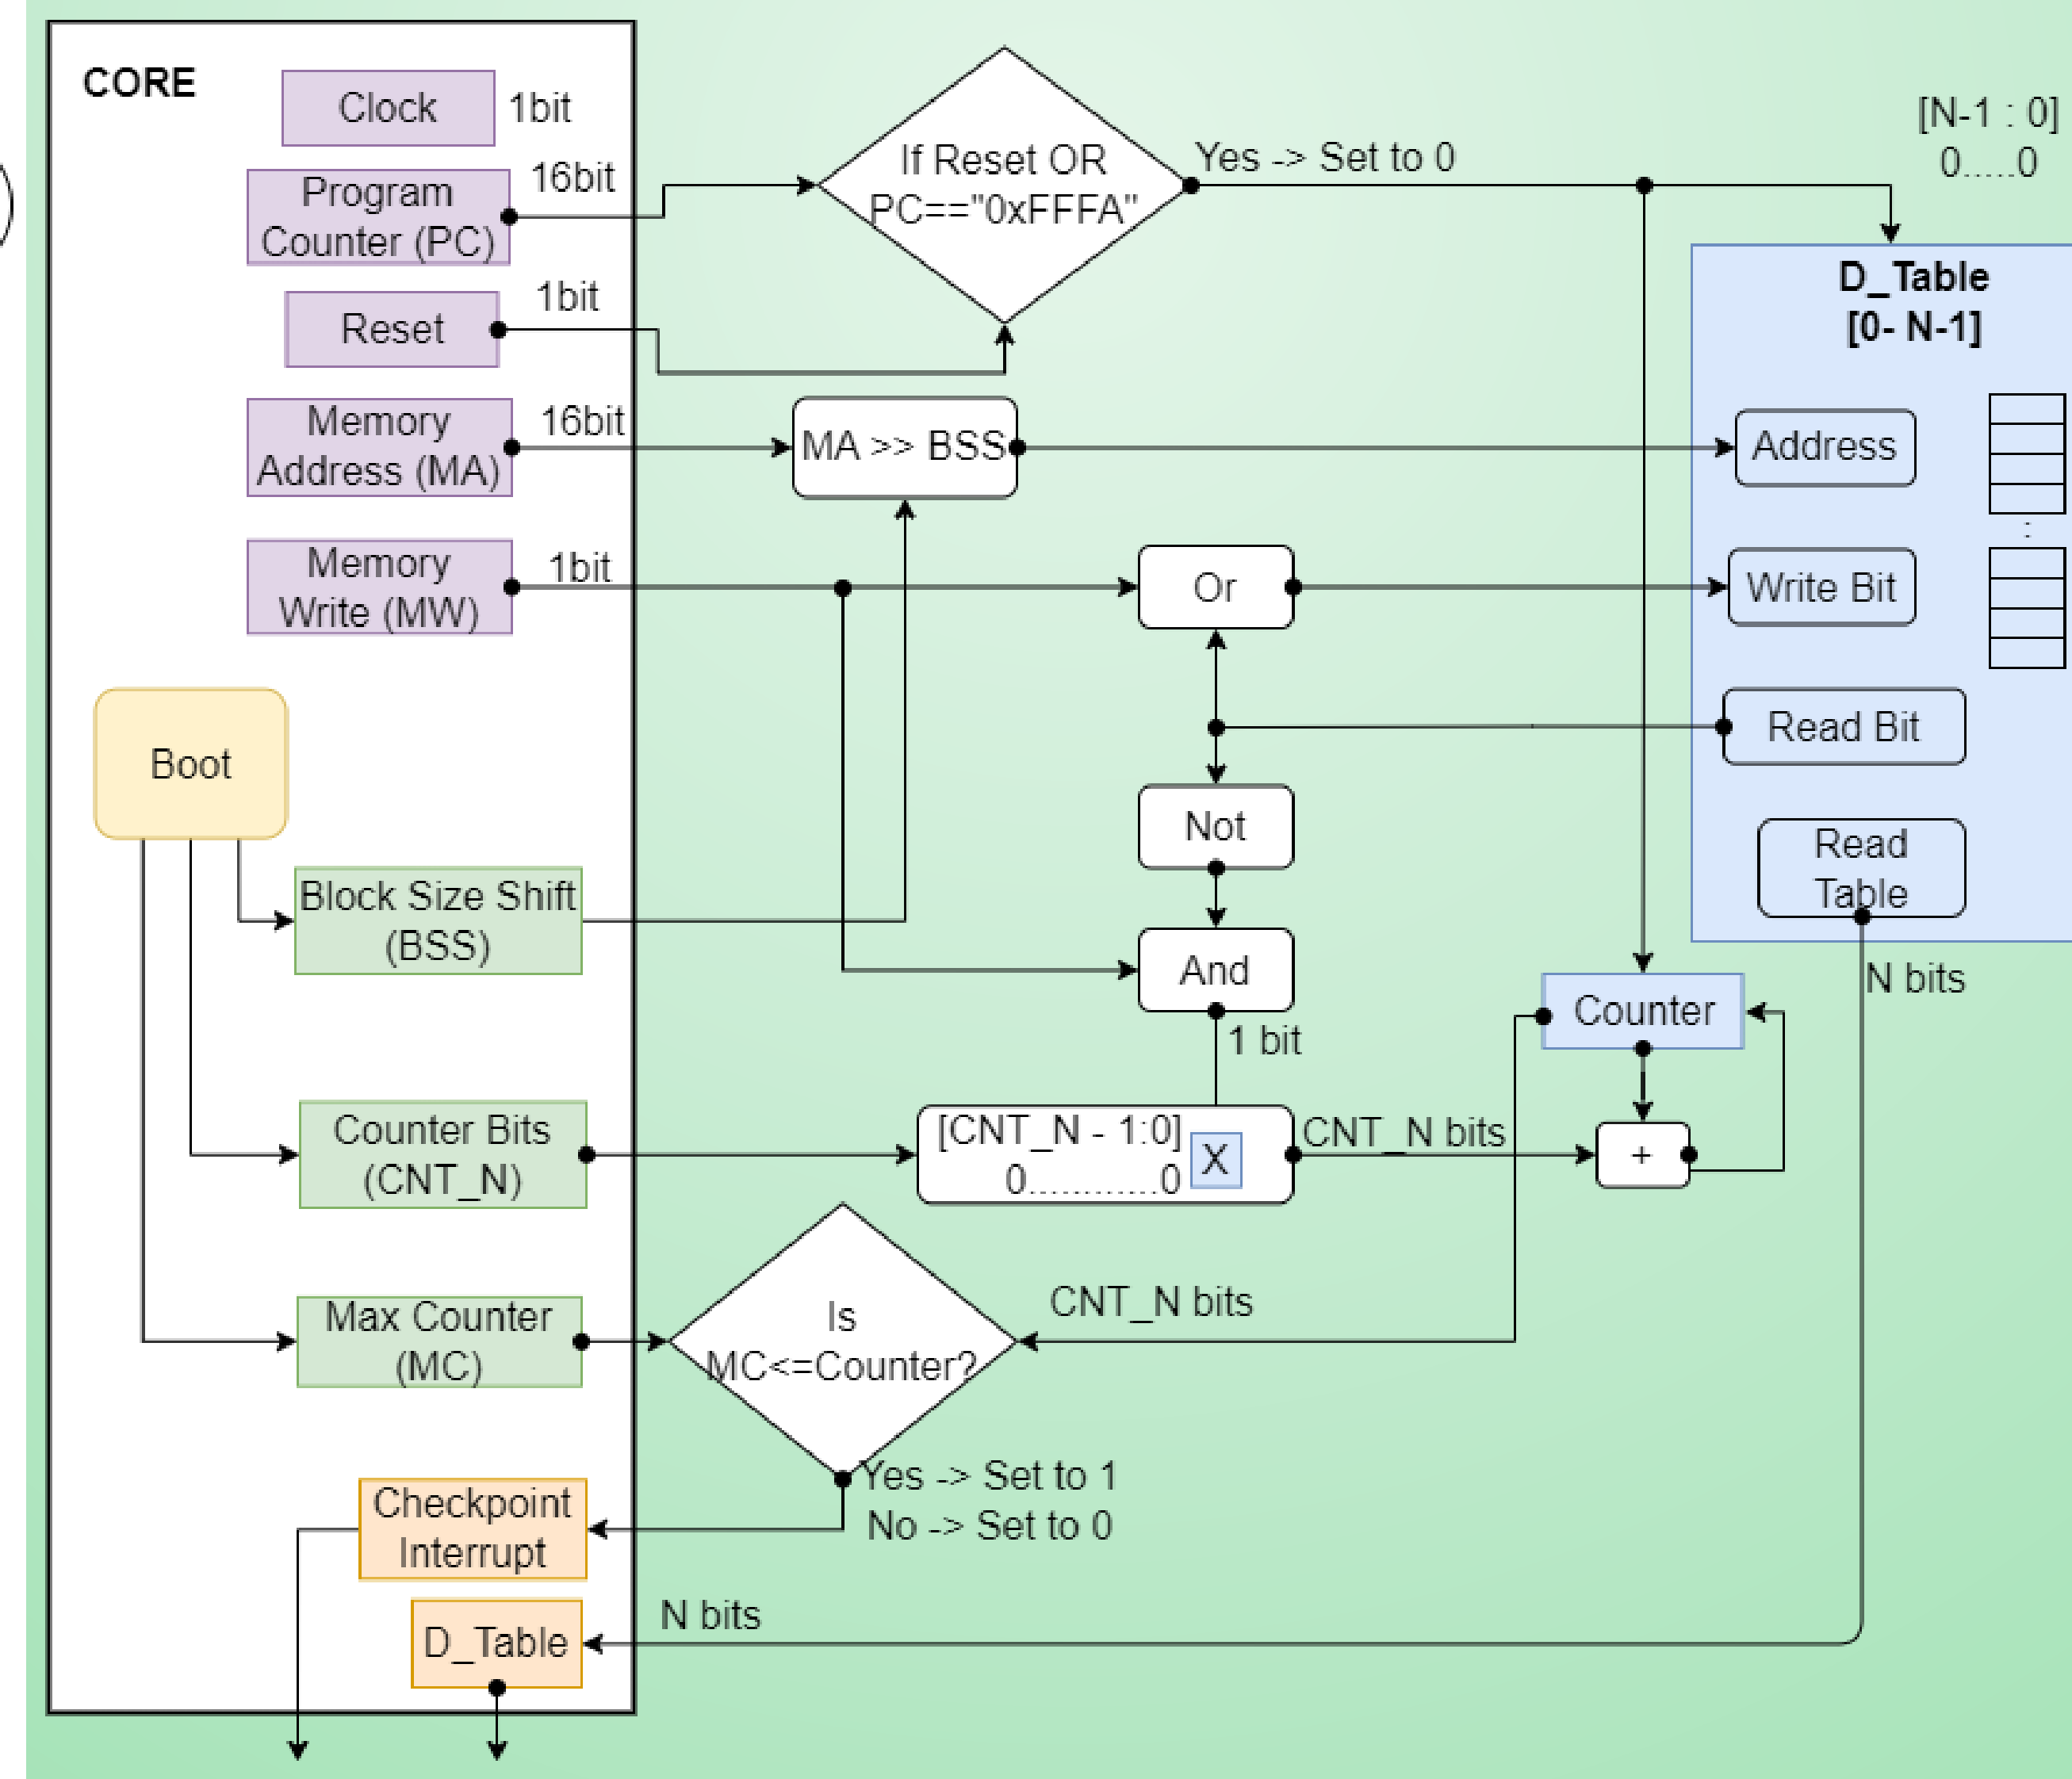 CORE
Clock
1bit
Program
Counter (PC)
16bit
Reset
1bit
Memory
Address (MA)
16bit
Memory
Write (MW)
1bit
Boot
Block Size Shift
(BSS)
Counter Bits
(CNT_N)
Max Counter
(MC)
Checkpoint
Interrupt
D_Table
If Reset OR
PC=="0xFFFA"
Yes -> Set to 0
[N-1 : 0]
0.....0
MA >> BSS
Or
Not
And
1 bit
[CNT_N - 1:0]
0............0
X
CNT_N bits
+
Counter
Is
MC<=Counter?
CNT_N bits
Yes -> Set to 1
No -> Set to 0
N bits
D_Table
[0- N-1]
Address
:
Write Bit
Read Bit
Read
Table
N bits